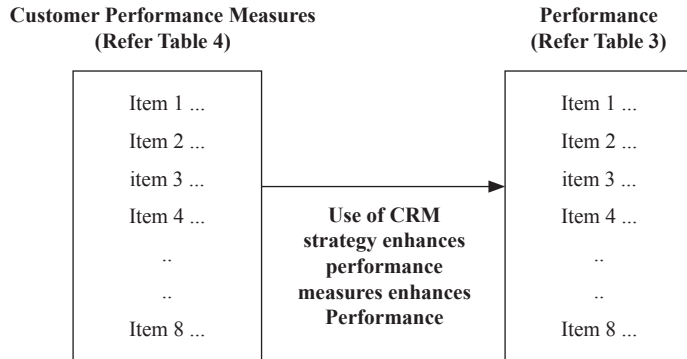 Customer Performance Measures
(Refer Table 4)
Item 1 ...
Item 2 ...
item 3 ...
Item 4 ...
..
..
Item 8 ...
Use of CRM
strategy enhances
performance
measures enhances
Performance
Performance
(Refer Table 3)
Item 1 ...
Item 2 ...
item 3 ...
Item 4 ...
..
..
Item 8 ...